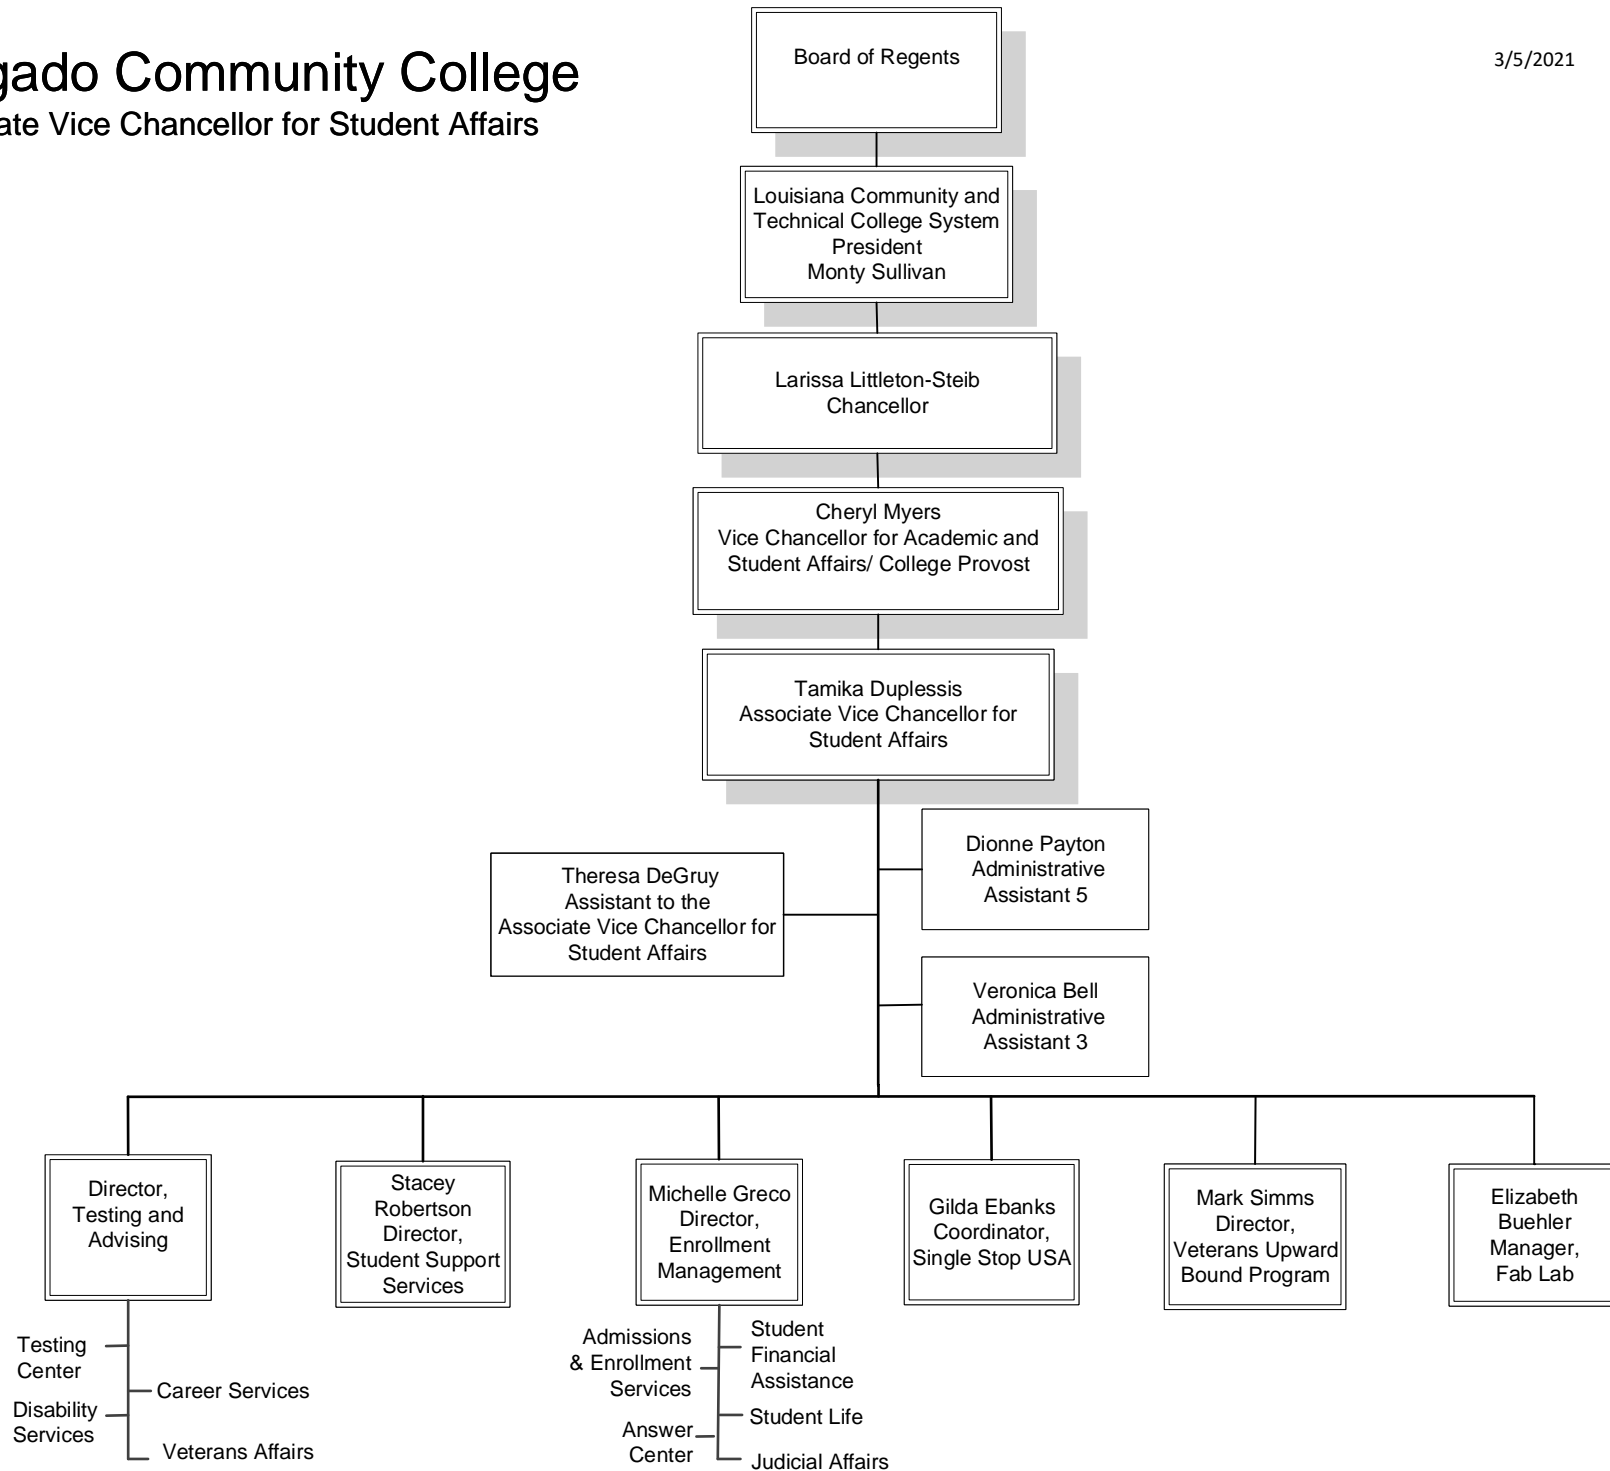 gado Community College
ate Vice Chancellor for Student Affairs
3/5/2021
Board of Regents
Louisiana Community and
Technical College System
President
Monty Sullivan
Larissa Littleton-Steib
Chancellor
Cheryl Myers
Vice Chancellor for Academic and
Student Affairs/ College Provost
Tamika Duplessis
Associate Vice Chancellor for
Student Affairs
Dionne Payton
Administrative
Assistant 5
Theresa DeGruy
Assistant to the
Associate Vice Chancellor for
Student Affairs
Veronica Bell
Administrative
Assistant 3
Director,
Testing and
Advising
Stacey
Robertson
Director,
Student Support
Services
Michelle Greco
Director,
Enrollment
Management
Gilda Ebanks
Coordinator,
Single Stop USA
Mark Simms
Director,
Veterans Upward
Bound Program
Elizabeth
Buehler
Manager,
Fab Lab
Testing
Center
Career Services
Disability
Services
Veterans Affairs
Admissions
& Enrollment
Services
Student
Financial
Assistance
Student Life
Answer
Center
Judicial Affairs